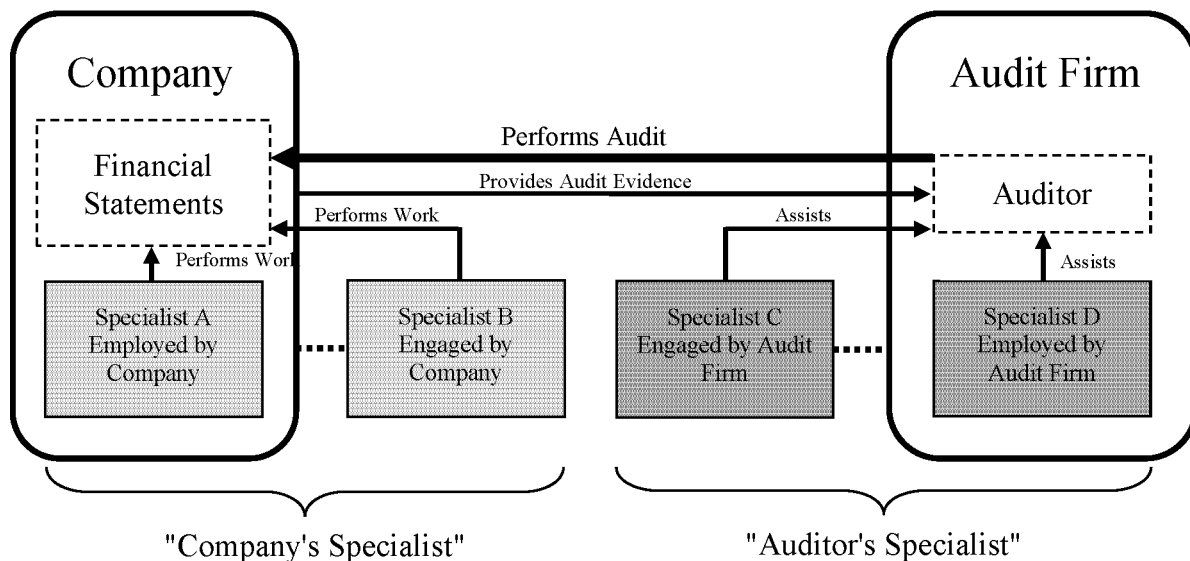 Company
Audit Firm
Performs Audit
Financial
Statements
Provides Audit Evidence
Auditor
Performs Work
Assists
Performs Work
Assists
Specialist A
Employed by
Company
Specialist B
Engaged by
Company
Specialist C
Engaged by Audit
Firm
Specialist D
Employed by
Audit Firm
"Company's Specialist"
"Auditor's Specialist"